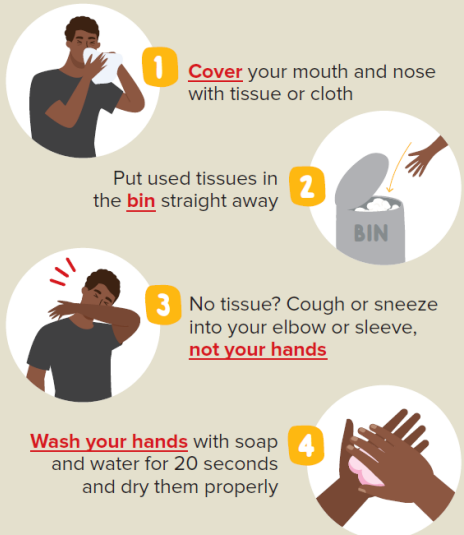 1
Cover your mouth and nose
with tissue or cloth
Put used tissues in
the bin straight away
2
BIN
3
No tissue? Cough or sneeze
into your elbow or sleeve,
not your hands
Wash your hands with soap
and water for 20 seconds
and dry them properly
4